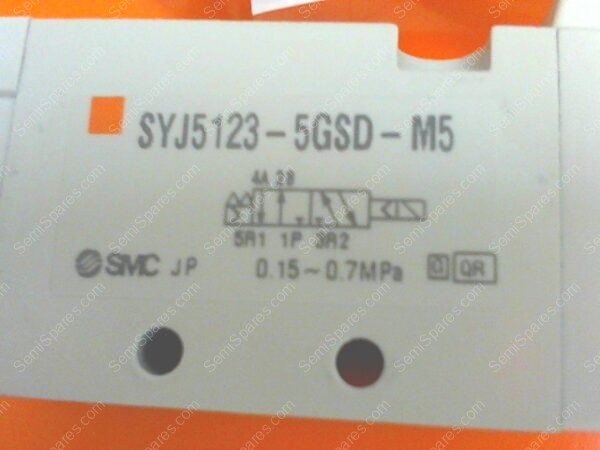 SYJ5123-5GSD-M5
4A 2B
5R1 1P 3R2
SMC JP 0.15~0.7MPa QR
SemiSpares.com